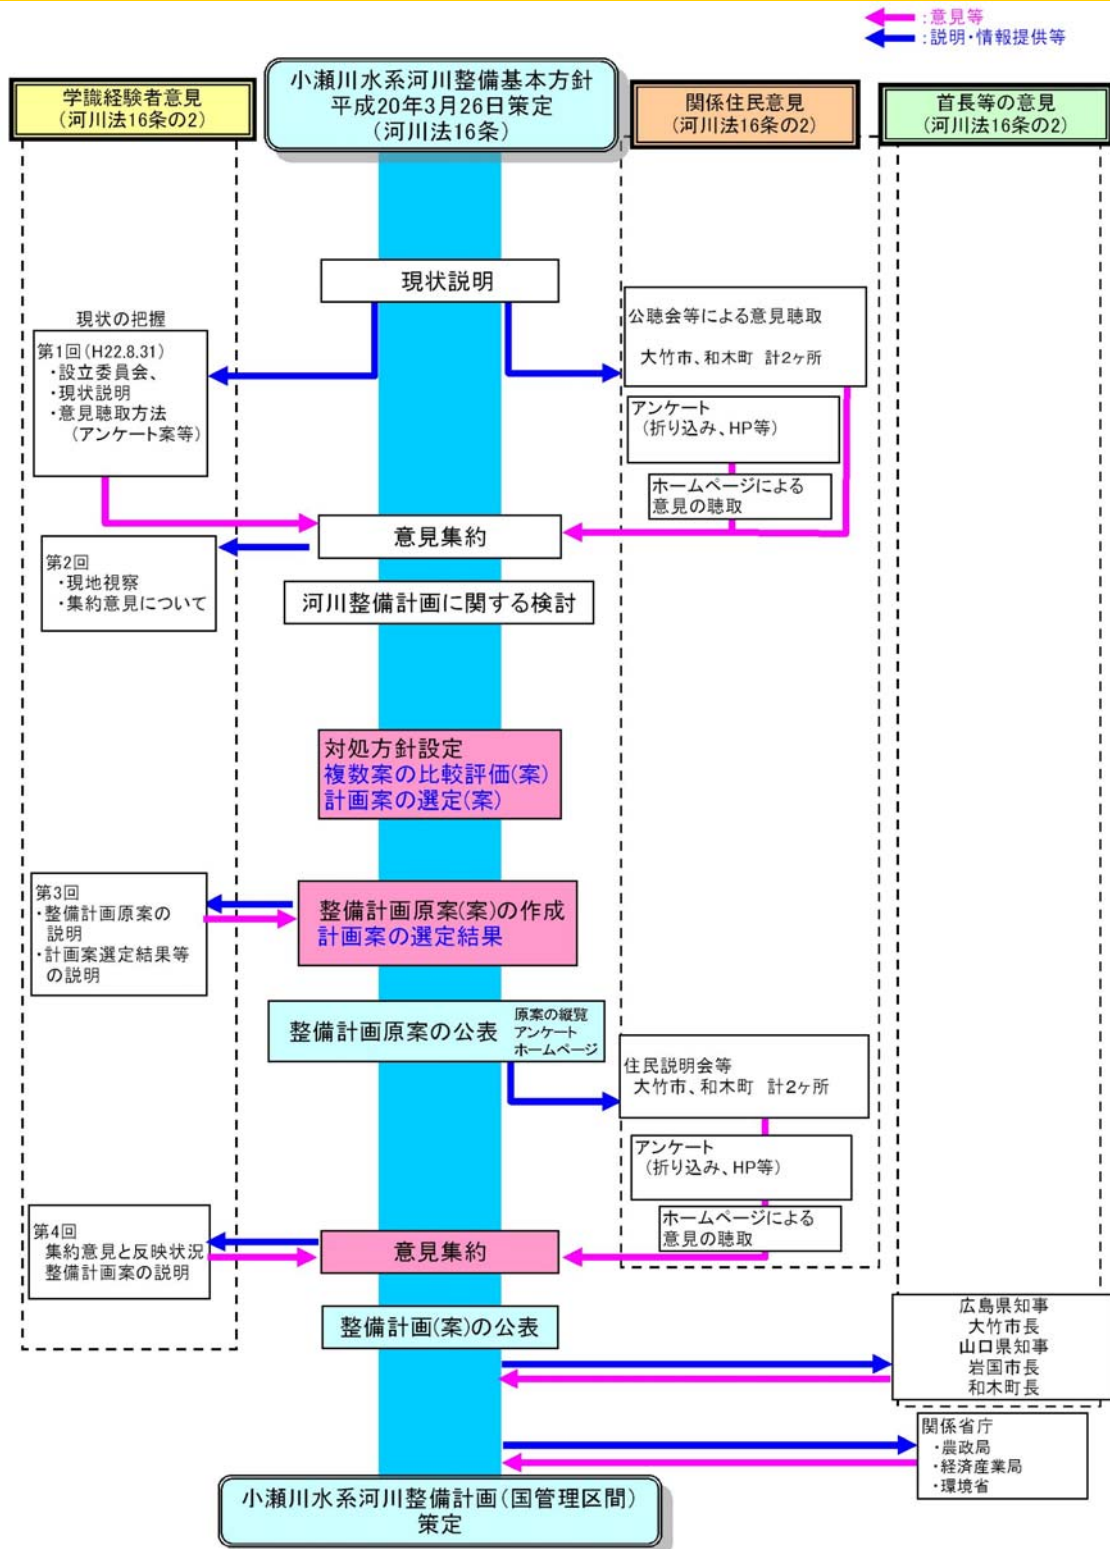 :意見等
:説明・情報提供等
学識経験者意見
(河川法16条の2)
小瀬川水系河川整備基本方針
平成20年3月26日策定
(河川法16条)
関係住民意見
(河川法16条の2)
首長等の意見
(河川法16条の2)
現状説明
現状の把握
第1回(H22.8.31)
・設立委員会、
・現状説明
・意見聴取方法
(アンケート案等)
公聴会等による意見聴取
大竹市、和木町 計2ヶ所
アンケート
(折り込み、HP等)
ホームページによる
意見の聴取
意見集約
第2回
・現地視察
・集約意見について
河川整備計画に関する検討
対処方針設定
複数案の比較評価(案)
計画案の選定(案)
第3回
・整備計画原案の
説明
・計画案選定結果等
の説明
整備計画原案(案)の作成
計画案の選定結果
整備計画原案の公表
原案の縦覧
アンケート
ホームページ
住民説明会等
大竹市、和木町 計2ヶ所
アンケート
(折り込み、HP等)
ホームページによる
意見の聴取
第4回
集約意見と反映状況
整備計画案の説明
意見集約
整備計画(案)の公表
広島県知事
大竹市長
山口県知事
岩国市長
和木町長
関係省庁
・農政局
・経済産業局
・環境省
小瀬川水系河川整備計画(国管理区間)
策定